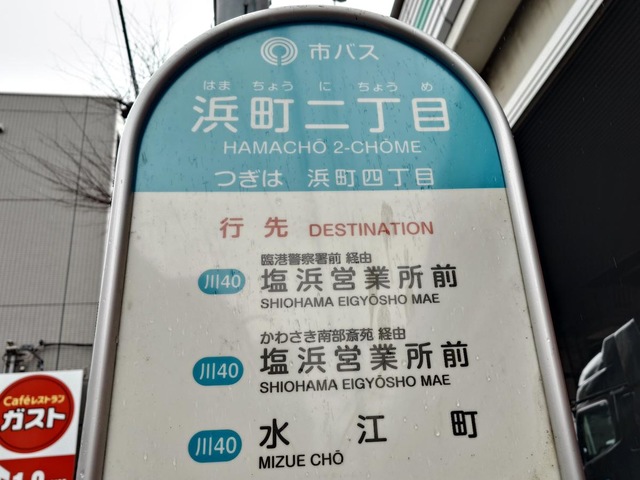 市バス
はま ちょう に ちょう め
浜町二丁目
HAMACHŌ 2-CHŌME
つぎは 浜町四丁目
行先 DESTINATION
臨港警察署前 経由
川40 塩浜営業所前
SHIOHAMA EIGYŌSHO MAE
かわさき南部斎苑 経由
川40 塩浜営業所前
SHIOHAMA EIGYŌSHO MAE
川40 水江町
MIZUE CHŌ
Caféレストラン
ガスト